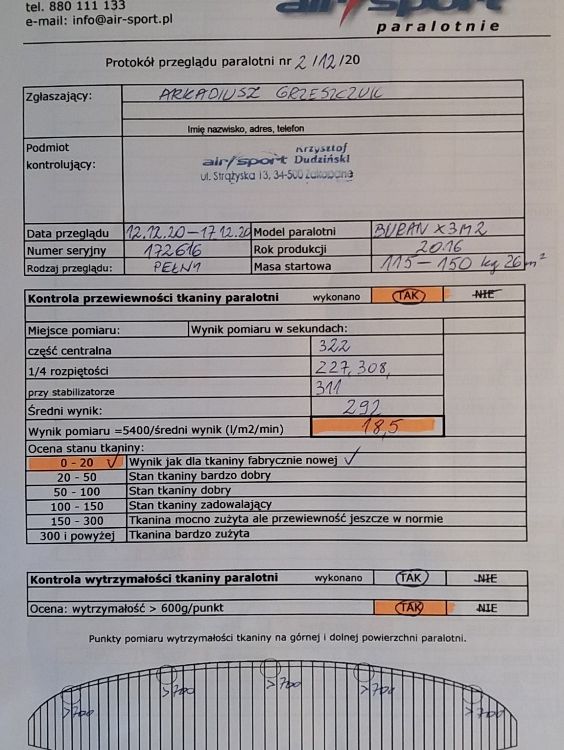 tel. 880 111 133
e-mail: info@air-sport.pl
air/sport
paralotnie
Protokół przeglądu paralotni nr 2/12/20
Zgłaszający: ARKADIUSZ GRZESZCZUK
Imię nazwisko, adres, telefon
Podmiot kontrolujący:
Krzysztof
air/sport Dudziński
ul. Strążyska 13, 34-500 Zakopane
Data przeglądu 12.12.20-17.12.20 Model paralotni BURAN X3M2
Numer seryjny 172616 Rok produkcji 2016
Rodzaj przeglądu: PEŁNY Masa startowa 115-150 kg 26m²
Kontrola przewiewności tkaniny paralotni wykonano TAK NIE
Miejsce pomiaru: Wynik pomiaru w sekundach:
część centralna 322
1/4 rozpiętości 227, 308,
przy stabilizatorze 311
Średni wynik: 292
Wynik pomiaru =5400/średni wynik (l/m2/min) 18,5
Ocena stanu tkaniny:
0 - 20 ✓ Wynik jak dla tkaniny fabrycznie nowej ✓
20 - 50 Stan tkaniny bardzo dobry
50 - 100 Stan tkaniny dobry
100 - 150 Stan tkaniny zadowalający
150 - 300 Tkanina mocno zużyta ale przewiewność jeszcze w normie
300 i powyżej Tkanina bardzo zużyta
Kontrola wytrzymałości tkaniny paralotni wykonano TAK NIE
Ocena: wytrzymałość > 600g/punkt TAK NIE
Punkty pomiaru wytrzymałości tkaniny na górnej i dolnej powierzchni paralotni.
>700 >700 >700 >700 >700